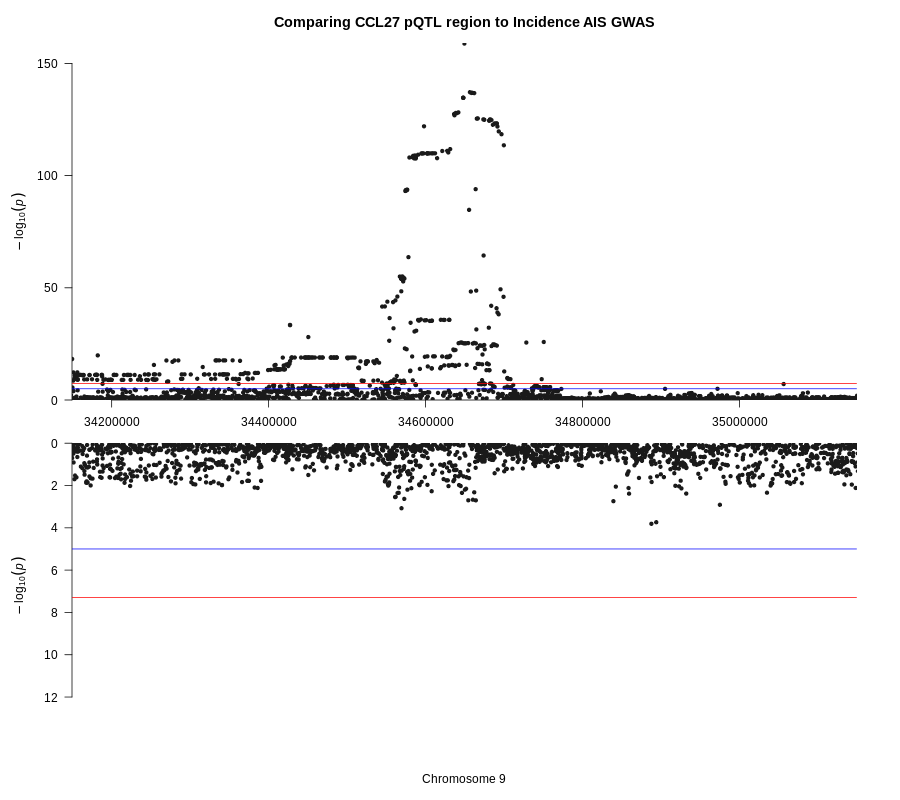 Comparing CCL27 pQTL region to Incidence AIS GWAS
150
100
50
0
− log10(p)
34200000 34400000 34600000 34800000 35000000
0
2
4
6
8
10
12
− log10(p)
Chromosome 9